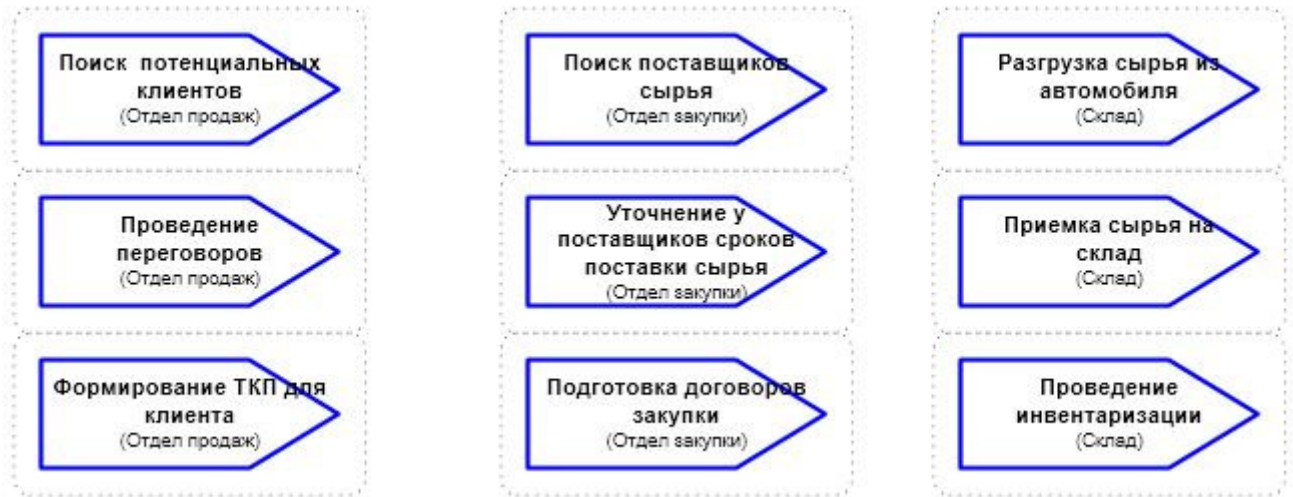 Поиск потенциальных
клиентов
(Отдел продаж)
Поиск поставщиков
сырья
(Отдел закупки)
Разгрузка сырья из
автомобиля
(Склад)
Проведение
переговоров
(Отдел продаж)
Уточнение у
поставщиков сроков
поставки сырья
(Отдел закупки)
Приемка сырья на
склад
(Склад)
Формирование ТКП для
клиента
(Отдел продаж)
Подготовка договоров
закупки
(Отдел закупки)
Проведение
инвентаризации
(Склад)